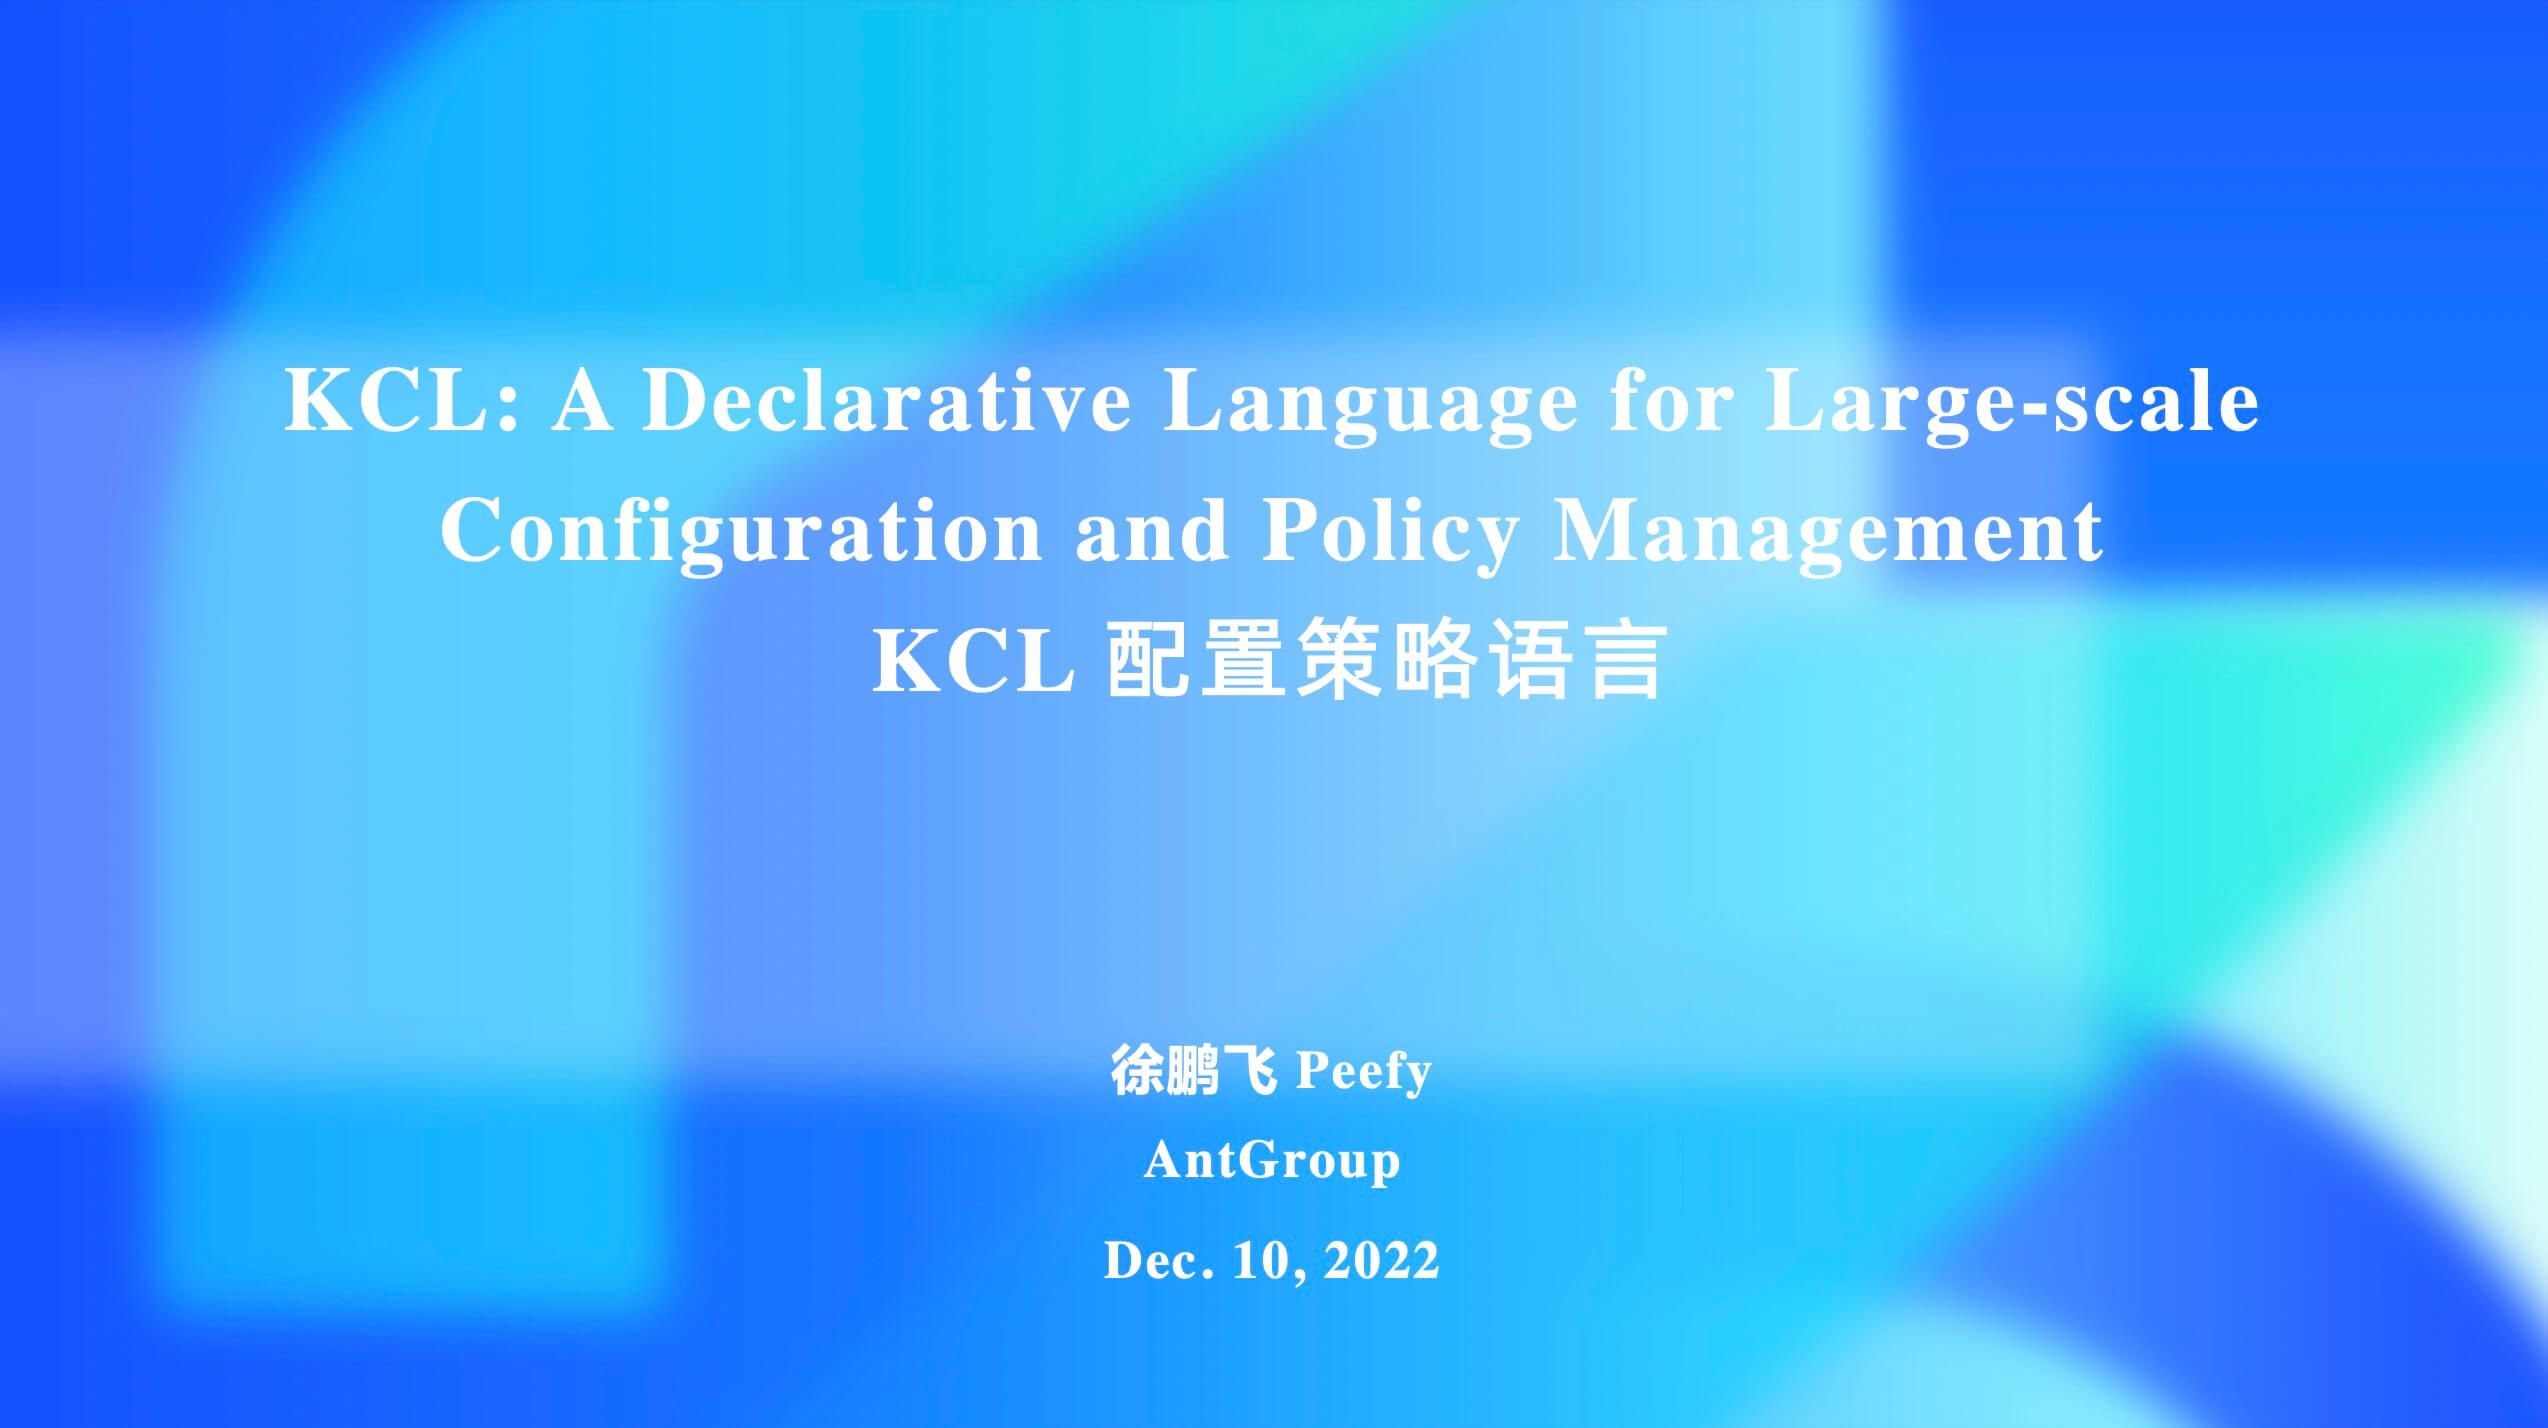 KCL: A Declarative Language for Large-scale
Configuration and Policy Management
KCL 配置策略语言
徐鹏飞 Peefy
AntGroup
Dec. 10, 2022